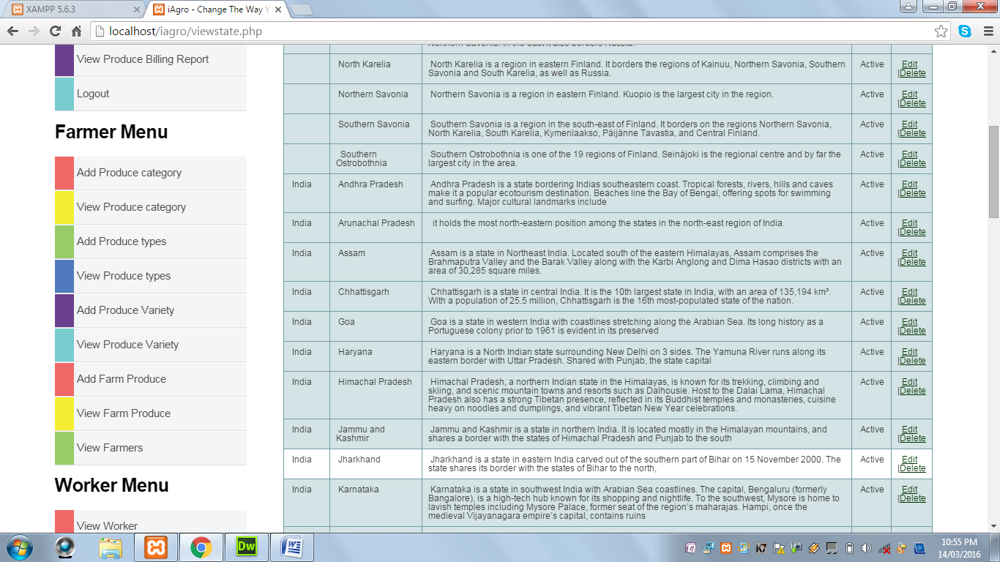 XAMPP 5.6.3
iAgro - Change The Way Y
localhost/iagro/viewstate.php
View Produce Billing Report
Logout
Farmer Menu
Add Produce category
View Produce category
Add Produce types
View Produce types
Add Produce Variety
View Produce Variety
Add Farm Produce
View Farm Produce
View Farmers
Worker Menu
View Worker
Northern Savonia. In the east it also borders Russia.
North Karelia
North Karelia is a region in eastern Finland. It borders the regions of Kainuu, Northern Savonia, Southern
Savonia and South Karelia, as well as Russia.
Active
Edit
|Delete
Northern Savonia
Northern Savonia is a region in eastern Finland. Kuopio is the largest city in the region.
Active
Edit
|Delete
Southern Savonia
Southern Savonia is a region in the south-east of Finland. It borders on the regions Northern Savonia,
North Karelia, South Karelia, Kymenlaakso, Päijänne Tavastia, and Central Finland.
Active
Edit
|Delete
Southern
Ostrobothnia
Southern Ostrobothnia is one of the 19 regions of Finland. Seinäjoki is the regional centre and by far the
largest city in the area.
Active
Edit
|Delete
India
Andhra Pradesh
Andhra Pradesh is a state bordering Indias southeastern coast. Tropical forests, rivers, hills and caves
make it a popular ecotourism destination. Beaches line the Bay of Bengal, offering spots for swimming
and surfing. Major cultural landmarks include
Active
Edit
|Delete
India
Arunachal Pradesh
it holds the most north-eastern position among the states in the north-east region of India.
Active
Edit
|Delete
India
Assam
Assam is a state in Northeast India. Located south of the eastern Himalayas, Assam comprises the
Brahmaputra Valley and the Barak Valley along with the Karbi Anglong and Dima Hasao districts with an
area of 30,285 square miles.
Active
Edit
|Delete
India
Chhattisgarh
Chhattisgarh is a state in central India. It is the 10th largest state in India, with an area of 135,194 km².
With a population of 25.5 million, Chhattisgarh is the 16th most-populated state of the nation.
Active
Edit
|Delete
India
Goa
Goa is a state in western India with coastlines stretching along the Arabian Sea. Its long history as a
Portuguese colony prior to 1961 is evident in its preserved
Active
Edit
|Delete
India
Haryana
Haryana is a North Indian state surrounding New Delhi on 3 sides. The Yamuna River runs along its
eastern border with Uttar Pradesh. Shared with Punjab, the state capital
Active
Edit
|Delete
India
Himachal Pradesh
Himachal Pradesh, a northern Indian state in the Himalayas, is known for its trekking, climbing and
skiing, and scenic mountain towns and resorts such as Dalhousie. Host to the Dalai Lama, Himachal
Pradesh also has a strong Tibetan presence, reflected in its Buddhist temples and monasteries, cuisine
heavy on noodles and dumplings, and vibrant Tibetan New Year celebrations.
Active
Edit
|Delete
India
Jammu and
Kashmir
Jammu and Kashmir is a state in northern India. It is located mostly in the Himalayan mountains, and
shares a border with the states of Himachal Pradesh and Punjab to the south
Active
Edit
|Delete
India
Jharkhand
Jharkhand is a state in eastern India carved out of the southern part of Bihar on 15 November 2000. The
state shares its border with the states of Bihar to the north,
Active
Edit
|Delete
India
Karnataka
Karnataka is a state in southwest India with Arabian Sea coastlines. The capital, Bengaluru (formerly
Bangalore), is a high-tech hub known for its shopping and nightlife. To the southwest, Mysore is home to
lavish temples including Mysore Palace, former seat of the region's maharajas. Hampi, once the
medieval Vijayanagara empire's capital, contains ruins
Active
Edit
|Delete
Dw
10:55 PM
14/03/2016